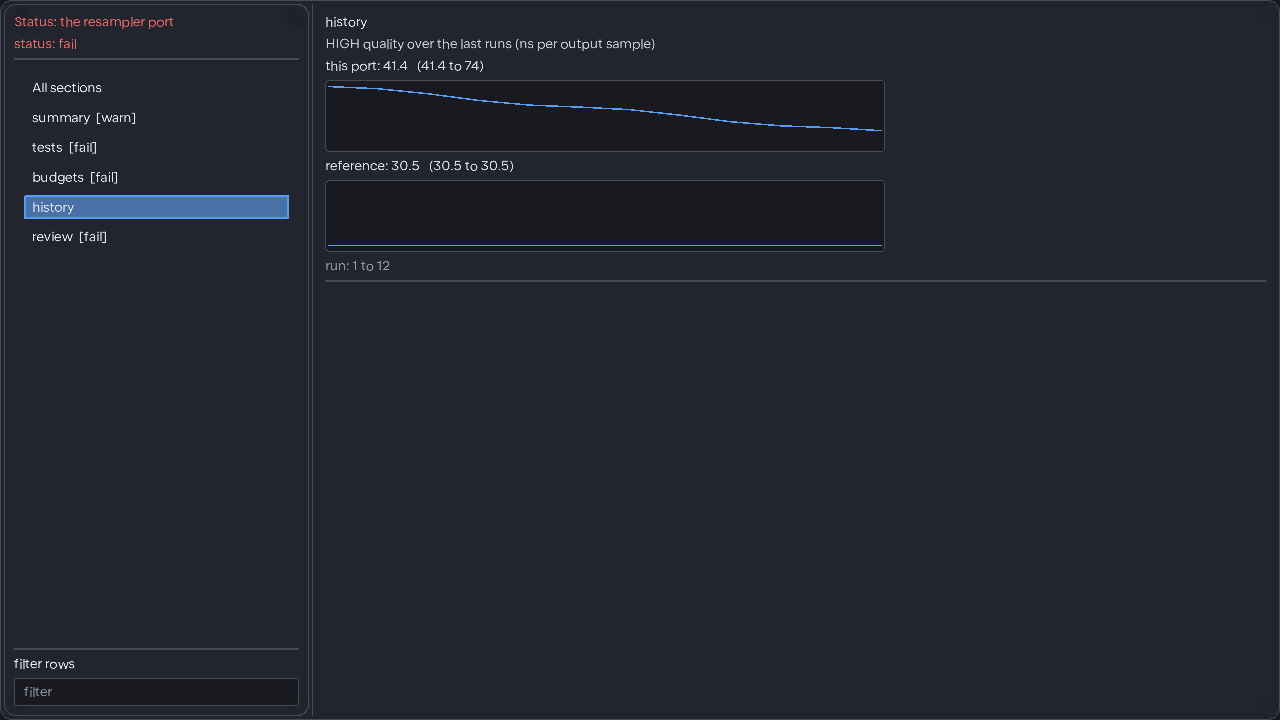 Status: the resampler port
status: fail
All sections
summary [warn]
tests [fail]
budgets [fail]
history
review [fail]
filter rows
filter
history
HIGH quality over the last runs (ns per output sample)
this port: 41.4 (41.4 to 74)
reference: 30.5 (30.5 to 30.5)
run: 1 to 12